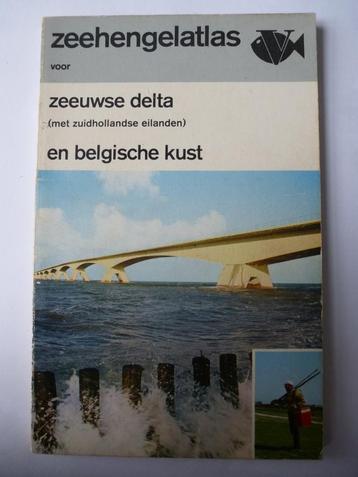 zeehengelatlas
voor
V
zeeuwse delta
(met zuidhollandse eilanden)
en belgische kust